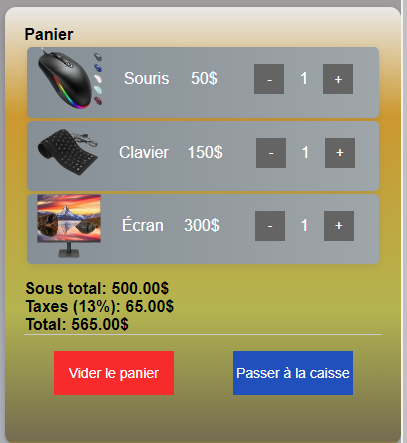 Panier
Souris 50$ - 1 +
Clavier 150$ - 1 +
Écran 300$ - 1 +
Sous total: 500.00$
Taxes (13%): 65.00$
Total: 565.00$
Vider le panier Passer à la caisse